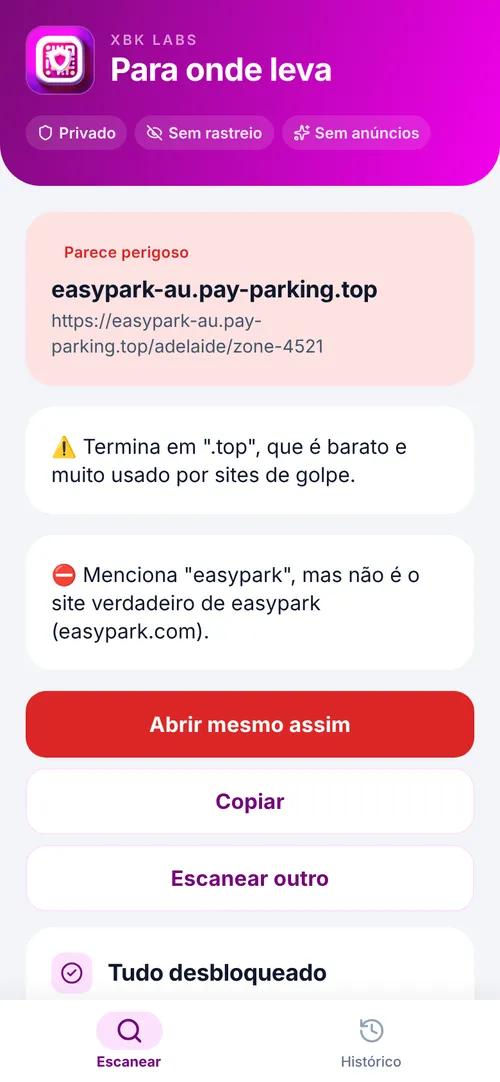 XBK LABS
Para onde leva
Privado
Sem rastreio
Sem anúncios
Parece perigoso
easypark-au.pay-parking.top
https://easypark-au.pay-
parking.top/adelaide/zone-4521
⚠️ Termina em ".top", que é barato e
muito usado por sites de golpe.
⛔ Menciona "easypark", mas não é o
site verdadeiro de easypark
(easypark.com).
Abrir mesmo assim
Copiar
Escanear outro
Tudo desbloqueado
Escanear
Histórico